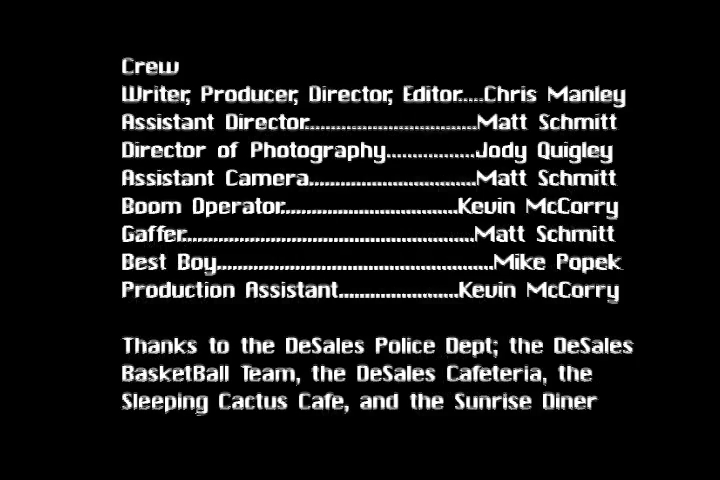 Crew
Writer, Producer, Director, Editor.....Chris Manley
Assistant Director.................................Matt Schmitt
Director of Photography.................Jody Quigley
Assistant Camera................................Matt Schmitt
Boom Operator.................................Kevin McCorry
Gaffer........................................................Matt Schmitt
Best Boy.....................................................Mike Popek
Production Assistant.......................Kevin McCorry
Thanks to the DeSales Police Dept; the DeSales
BasketBall Team, the DeSales Cafeteria, the
Sleeping Cactus Cafe, and the Sunrise Diner